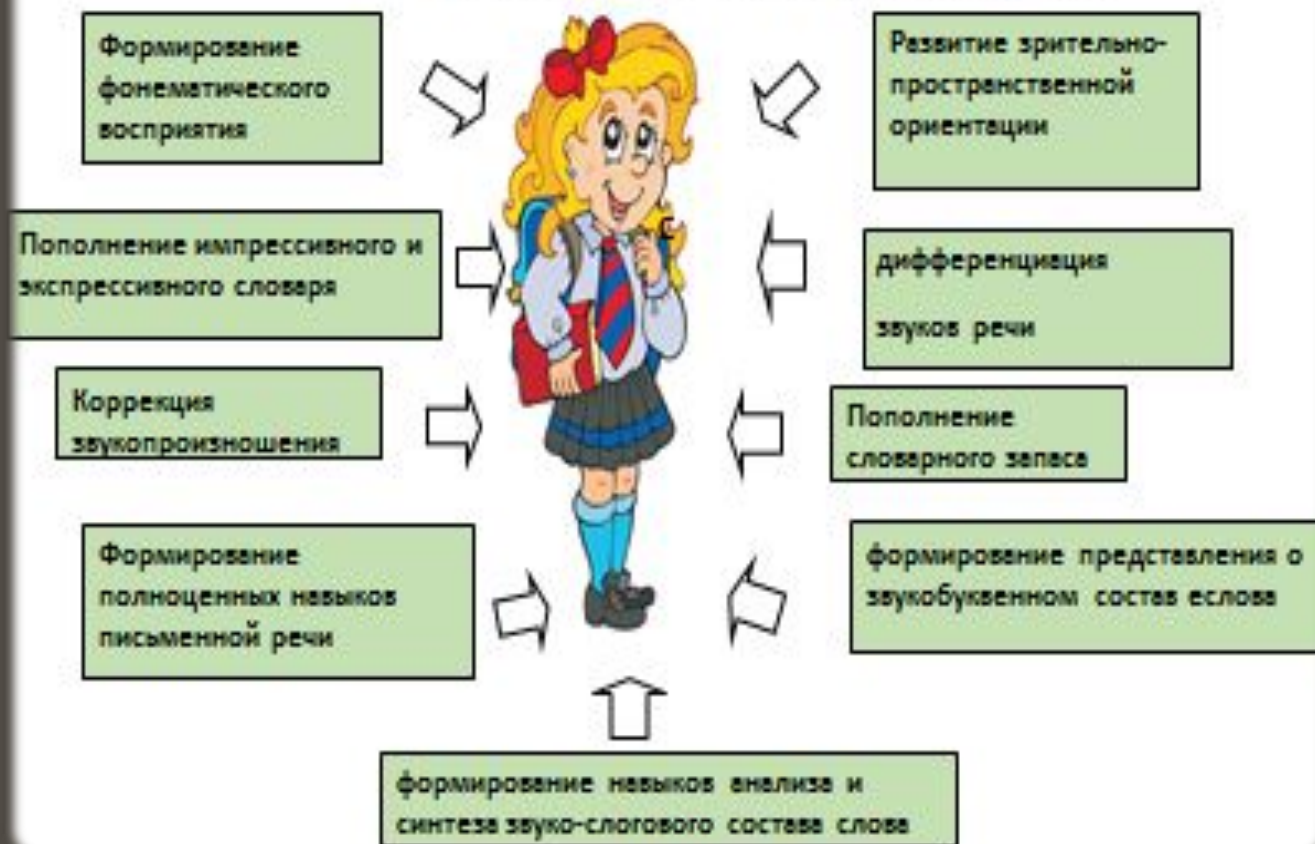 Формирование
фонематического
восприятия
Развитие зрительно-
пространственной
ориентации
Пополнение импрессивного и
экспрессивного словаря
дифференциация
звуков речи
Коррекция
звукопроизношения
Пополнение
словарного запаса
Формирование
полноценных навыков
письменной речи
формирование представления о
звукобуквенном состав еслова
формирование навыков анализа и
синтеза звуко-слогового состава слова